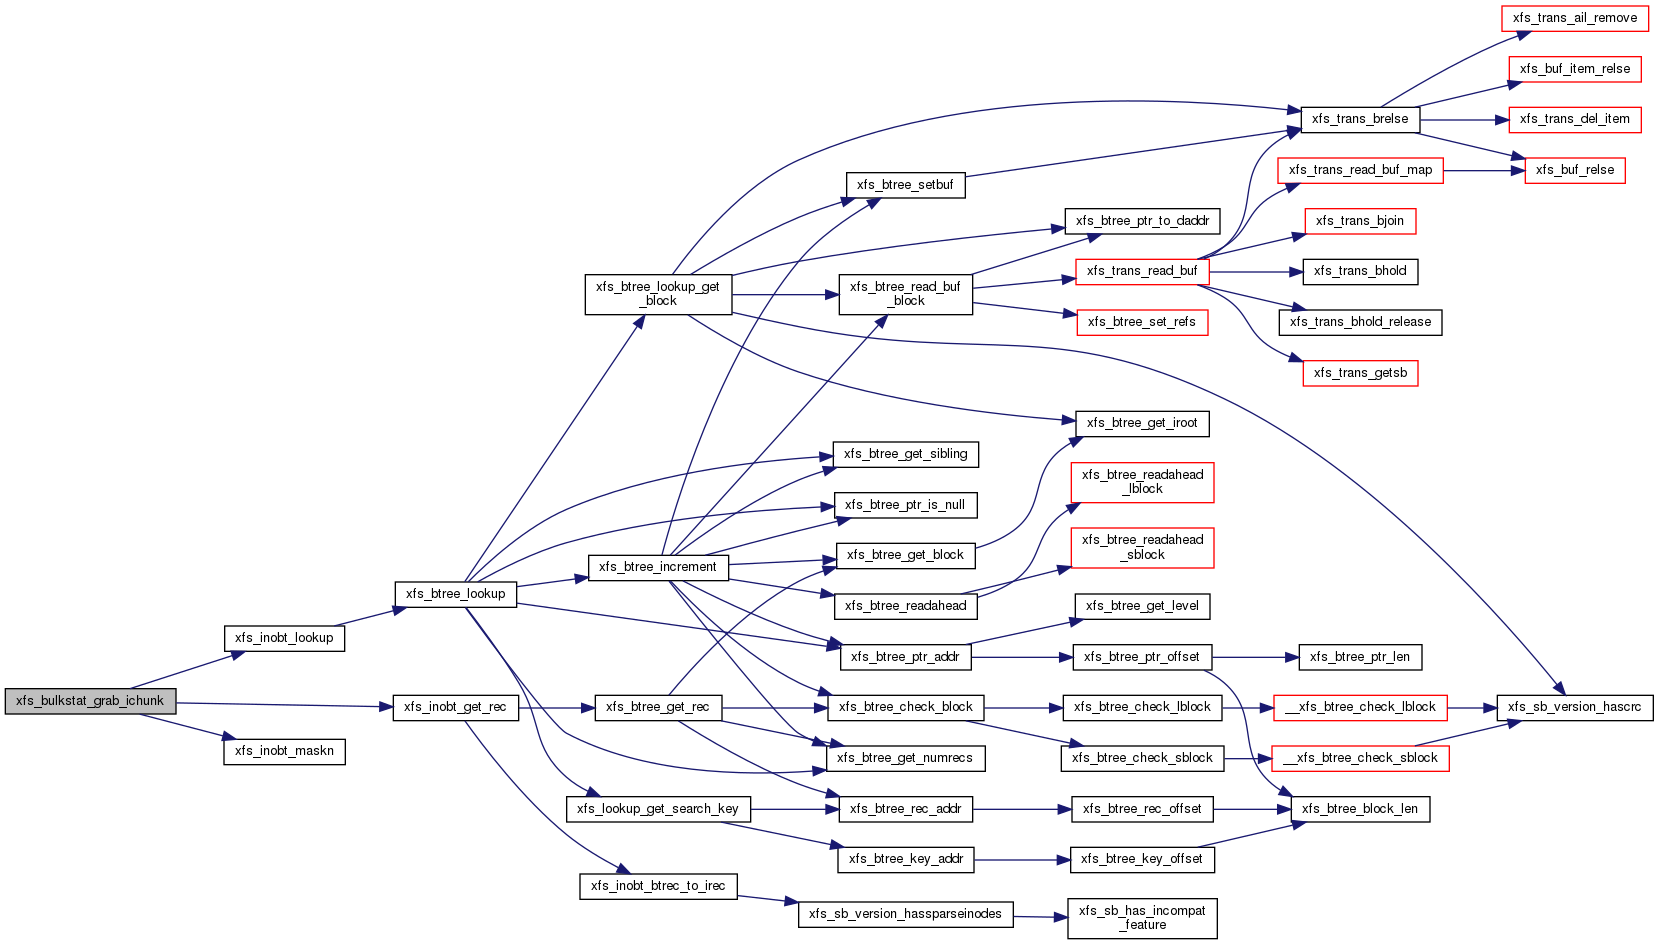 xfs_trans_ail_remove
xfs_buf_item_relse
xfs_trans_brelse
xfs_trans_del_item
xfs_trans_read_buf_map
xfs_buf_relse
xfs_btree_setbuf
xfs_btree_ptr_to_daddr
xfs_trans_bjoin
xfs_trans_read_buf
xfs_trans_bhold
xfs_btree_lookup_get
_block
xfs_btree_read_buf
_block
xfs_btree_set_refs
xfs_trans_bhold_release
xfs_trans_getsb
xfs_btree_get_iroot
xfs_btree_get_sibling
xfs_btree_readahead
_lblock
xfs_btree_ptr_is_null
xfs_btree_readahead
_sblock
xfs_btree_get_block
xfs_btree_increment
xfs_btree_lookup
xfs_btree_readahead
xfs_btree_get_level
xfs_inobt_lookup
xfs_btree_ptr_addr
xfs_btree_ptr_offset
xfs_btree_ptr_len
xfs_bulkstat_grab_ichunk
xfs_inobt_get_rec
xfs_btree_get_rec
xfs_btree_check_block
xfs_btree_check_lblock
__xfs_btree_check_lblock
xfs_sb_version_hascrc
xfs_inobt_maskn
xfs_btree_get_numrecs
xfs_btree_check_sblock
__xfs_btree_check_sblock
xfs_lookup_get_search_key
xfs_btree_rec_addr
xfs_btree_rec_offset
xfs_btree_block_len
xfs_btree_key_addr
xfs_btree_key_offset
xfs_inobt_btrec_to_irec
xfs_sb_version_hassparseinodes
xfs_sb_has_incompat
_feature